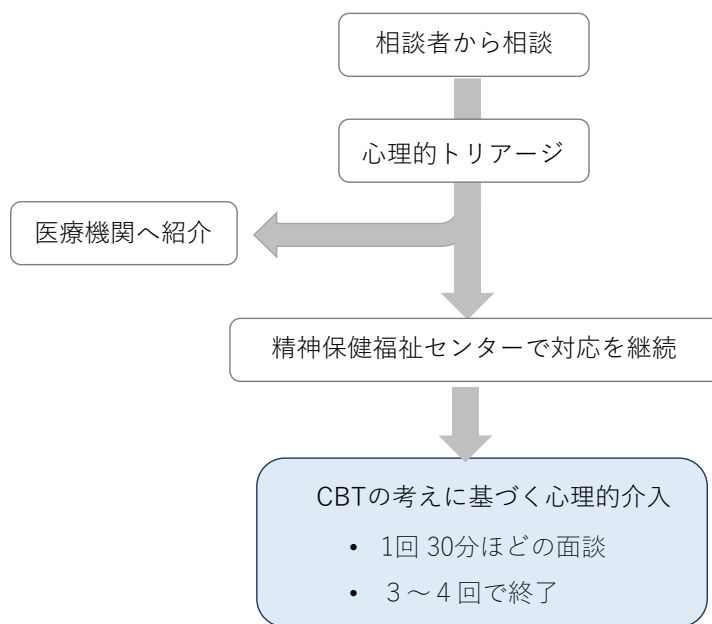 相談者から相談
心理的トリアージ
医療機関へ紹介
精神保健福祉センターで対応を継続
CBTの考えに基づく心理的介入
• 1回 30分ほどの面談
• 3～4回で終了